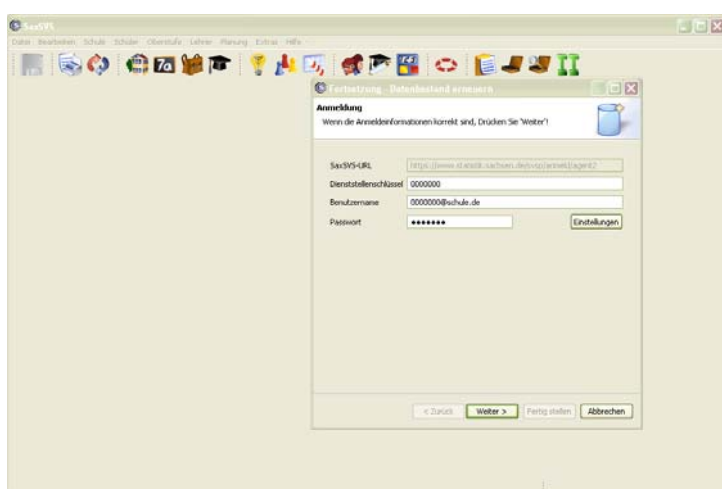 SaxSVS
Datei Bearbeiten Schule Schüler Oberstufe Lehrer Planung Extras Hilfe
7a
Fortsetzung - Datenbestand erneuern
Anmeldung
Wenn die Anmeldeinformationen korrekt sind, Drücken Sie 'Weiter'!
SaxSVS-URL
Dienststellenschlüssel 0000000
Benutzername 0000000@schule.de
Passwort ●●●●●●● Einstellungen
< Zurück Weiter > Fertig stellen Abbrechen